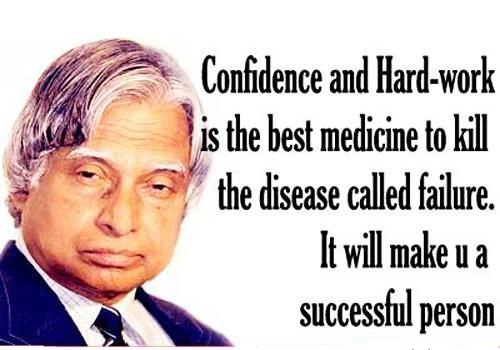 Confidence and Hard-work
is the best medicine to kill
the disease called failure.
It will make u a
successful person